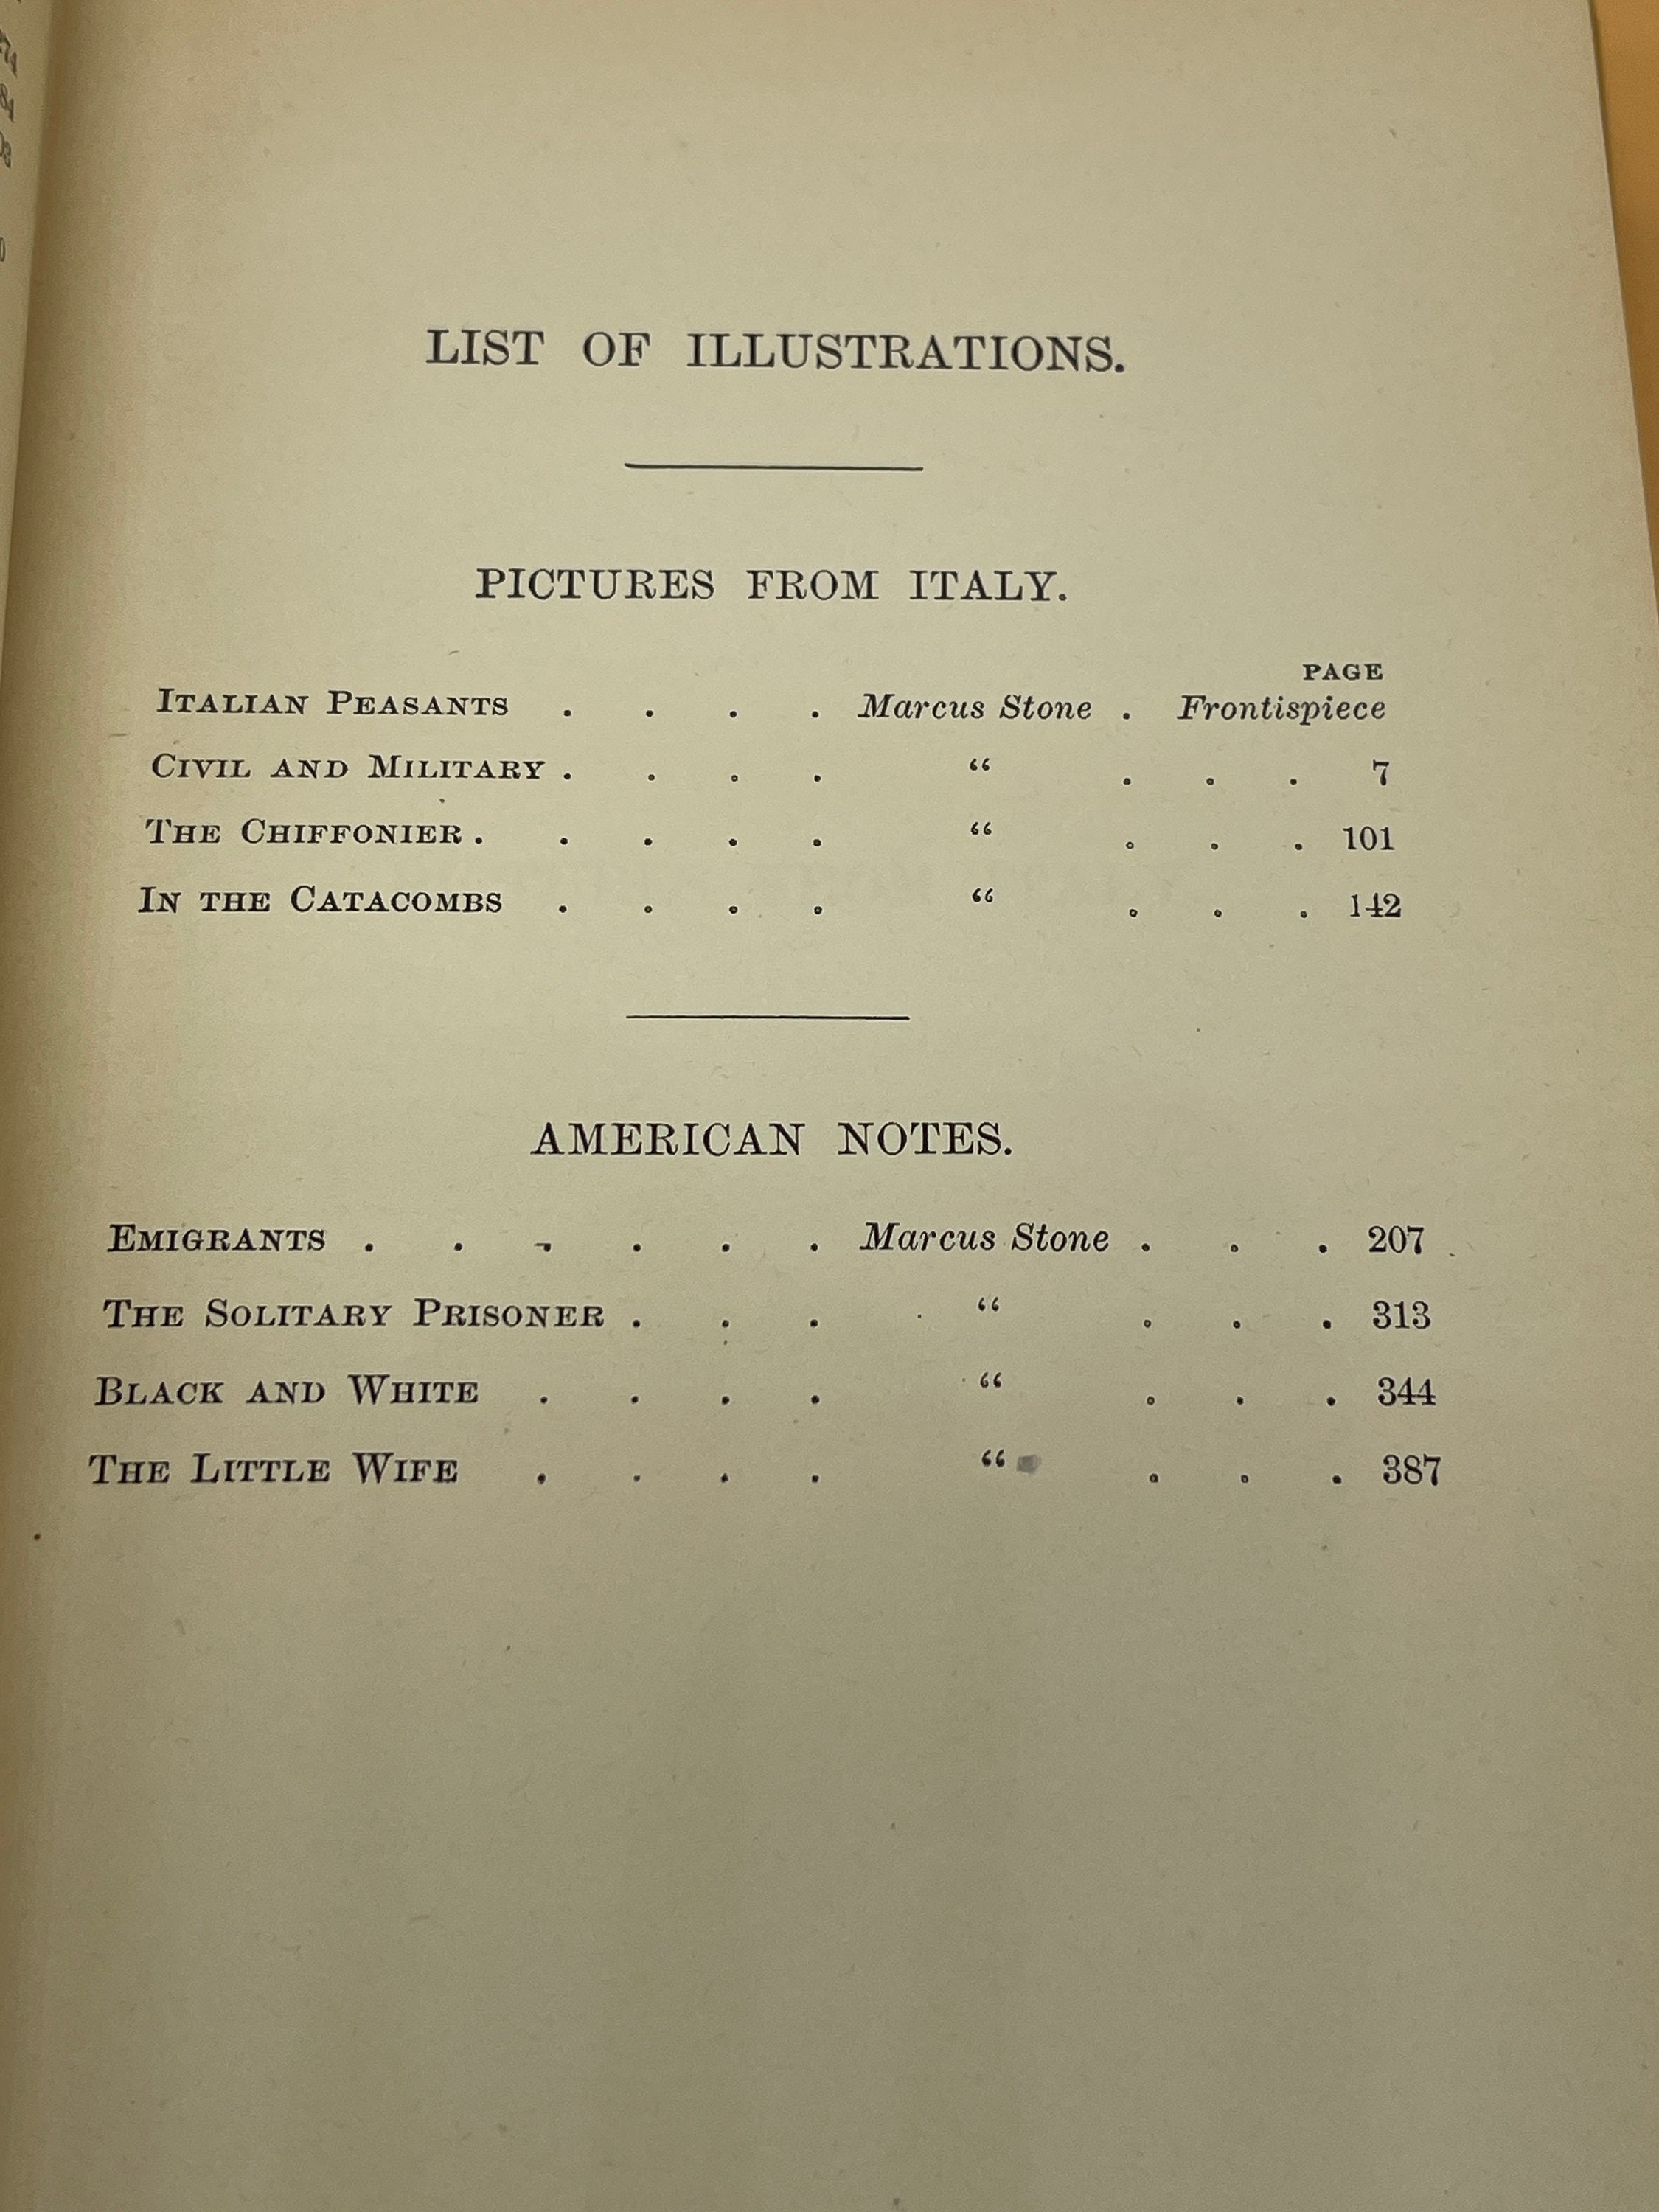 LIST OF ILLUSTRATIONS.
PICTURES FROM ITALY.
PAGE
ITALIAN PEASANTS . . . . Marcus Stone . Frontispiece
CIVIL AND MILITARY . . . . “ . . . 7
THE CHIFFONIER . . . . . “ . . . 101
IN THE CATACOMBS . . . . “ . . . 142
AMERICAN NOTES.
EMIGRANTS . . . . . . Marcus Stone . . . 207
THE SOLITARY PRISONER . . . “ . . . 313
BLACK AND WHITE . . . . “ . . . 344
THE LITTLE WIFE . . . . “ . . . 387